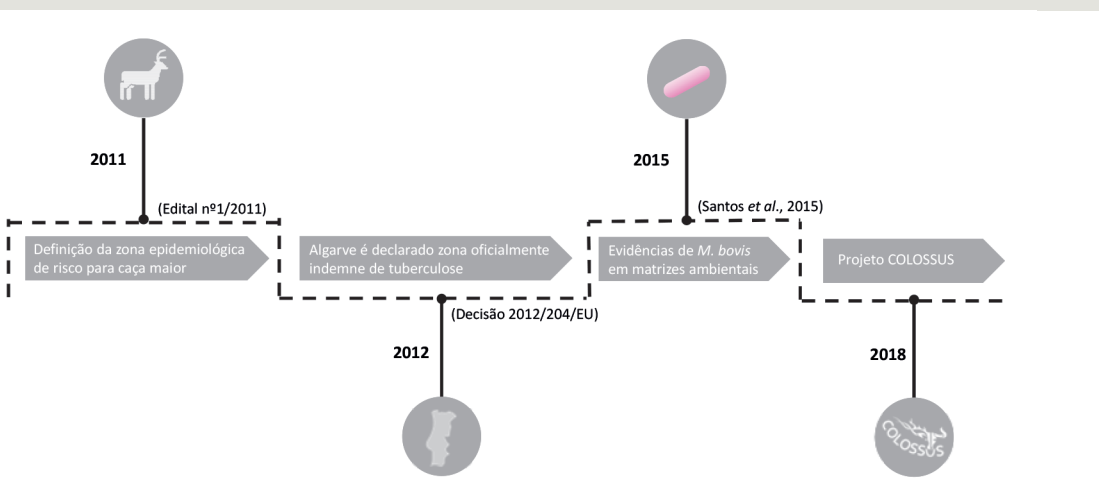 2011
(Edital nº1/2011)
Definição da zona epidemiológica
de risco para caça maior
Algarve é declarado zona oficialmente
indemne de tuberculose
(Decisão 2012/204/EU)
2012
2015
(Santos et al., 2015)
Evidências de M. bovis
em matrizes ambientais
Projeto COLOSSUS
2018
COLOSSUS